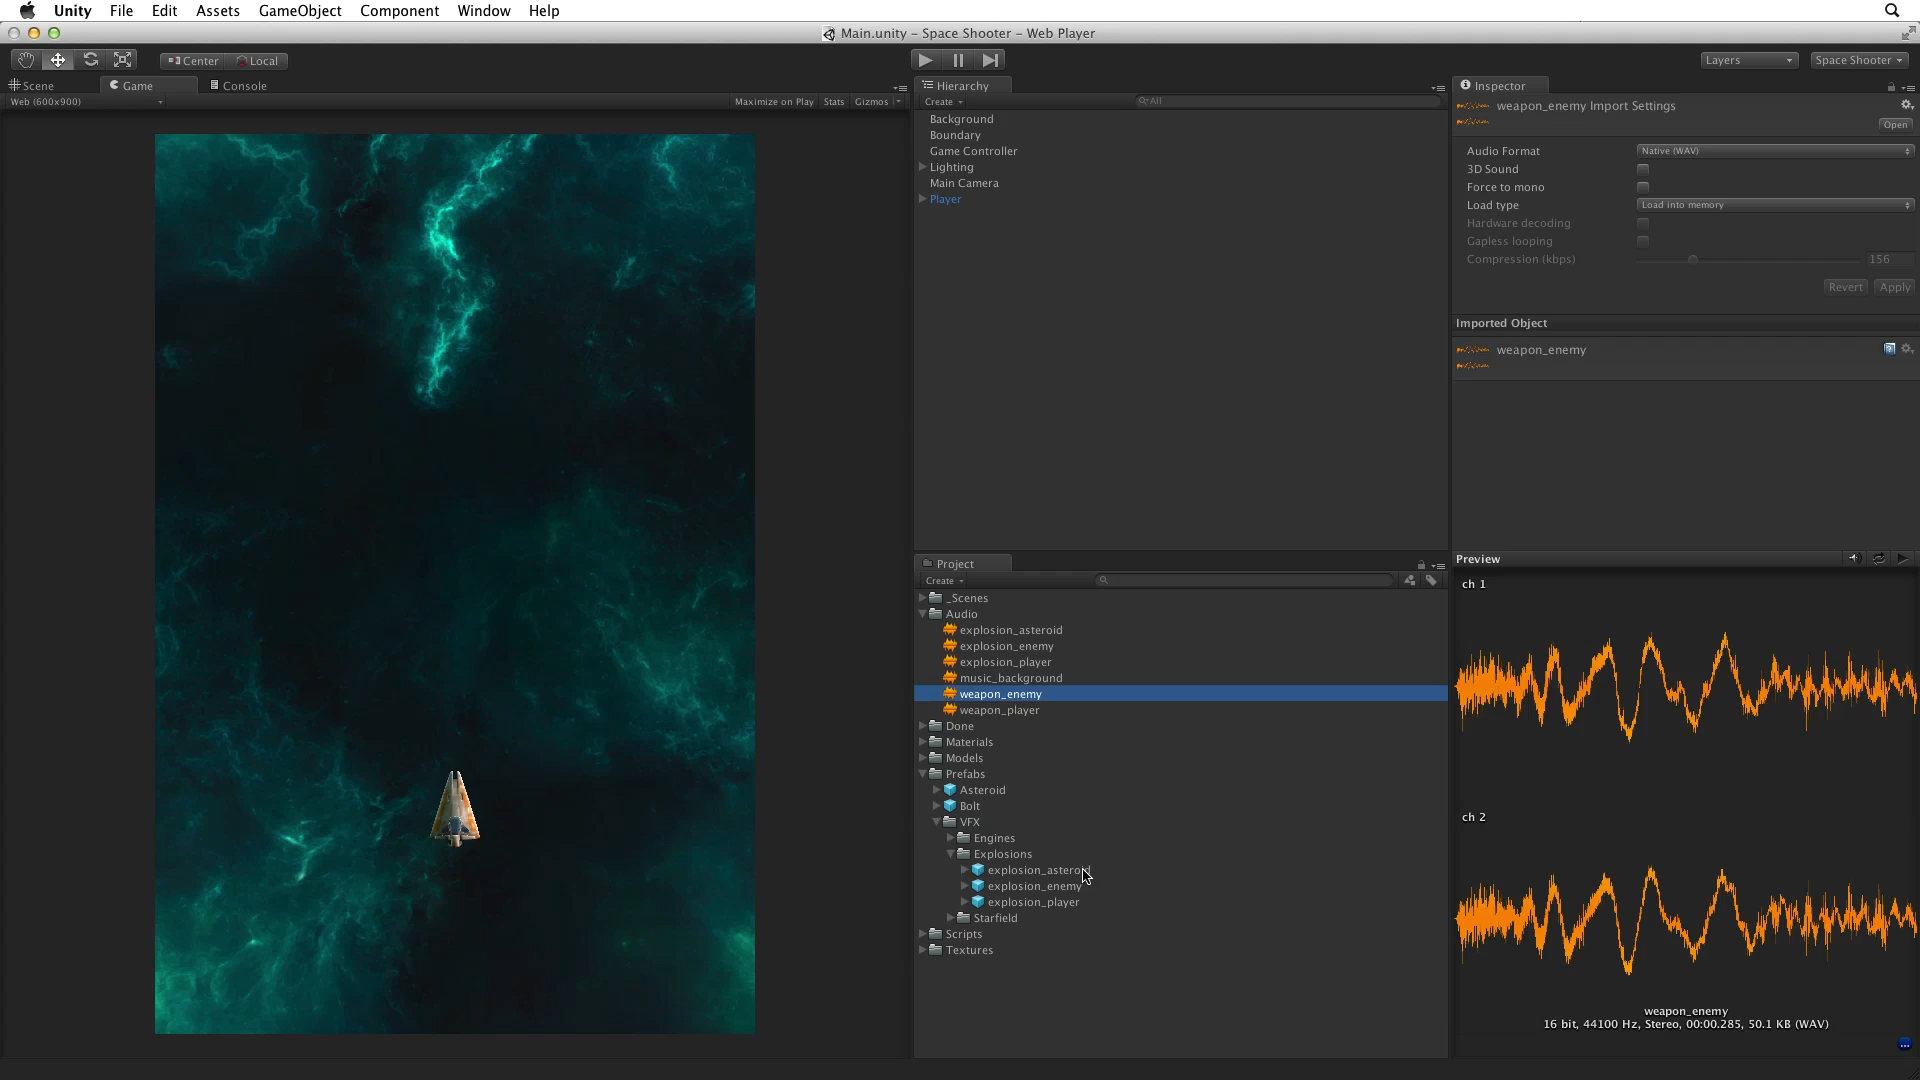 Unity File Edit Assets GameObject Component Window Help
Main.unity – Space Shooter – Web Player
Center Local
Layers
Space Shooter
Scene
Game
Console
Web (600x900)
Maximize on Play Stats Gizmos
Hierarchy
Create
All
Background
Boundary
Game Controller
Lighting
Main Camera
Player
Project
Create
_Scenes
Audio
explosion_asteroid
explosion_enemy
explosion_player
music_background
weapon_enemy
weapon_player
Done
Materials
Models
Prefabs
Asteroid
Bolt
VFX
Engines
Explosions
explosion_asteroid
explosion_enemy
explosion_player
Starfield
Scripts
Textures
Inspector
weapon_enemy Import Settings
Open
Audio Format Native (WAV)
3D Sound
Force to mono
Load type Load into memory
Hardware decoding
Gapless looping
Compression (kbps) 156
Revert Apply
Imported Object
weapon_enemy
Preview
ch 1
ch 2
weapon_enemy
16 bit, 44100 Hz, Stereo, 00:00.285, 50.1 KB (WAV)